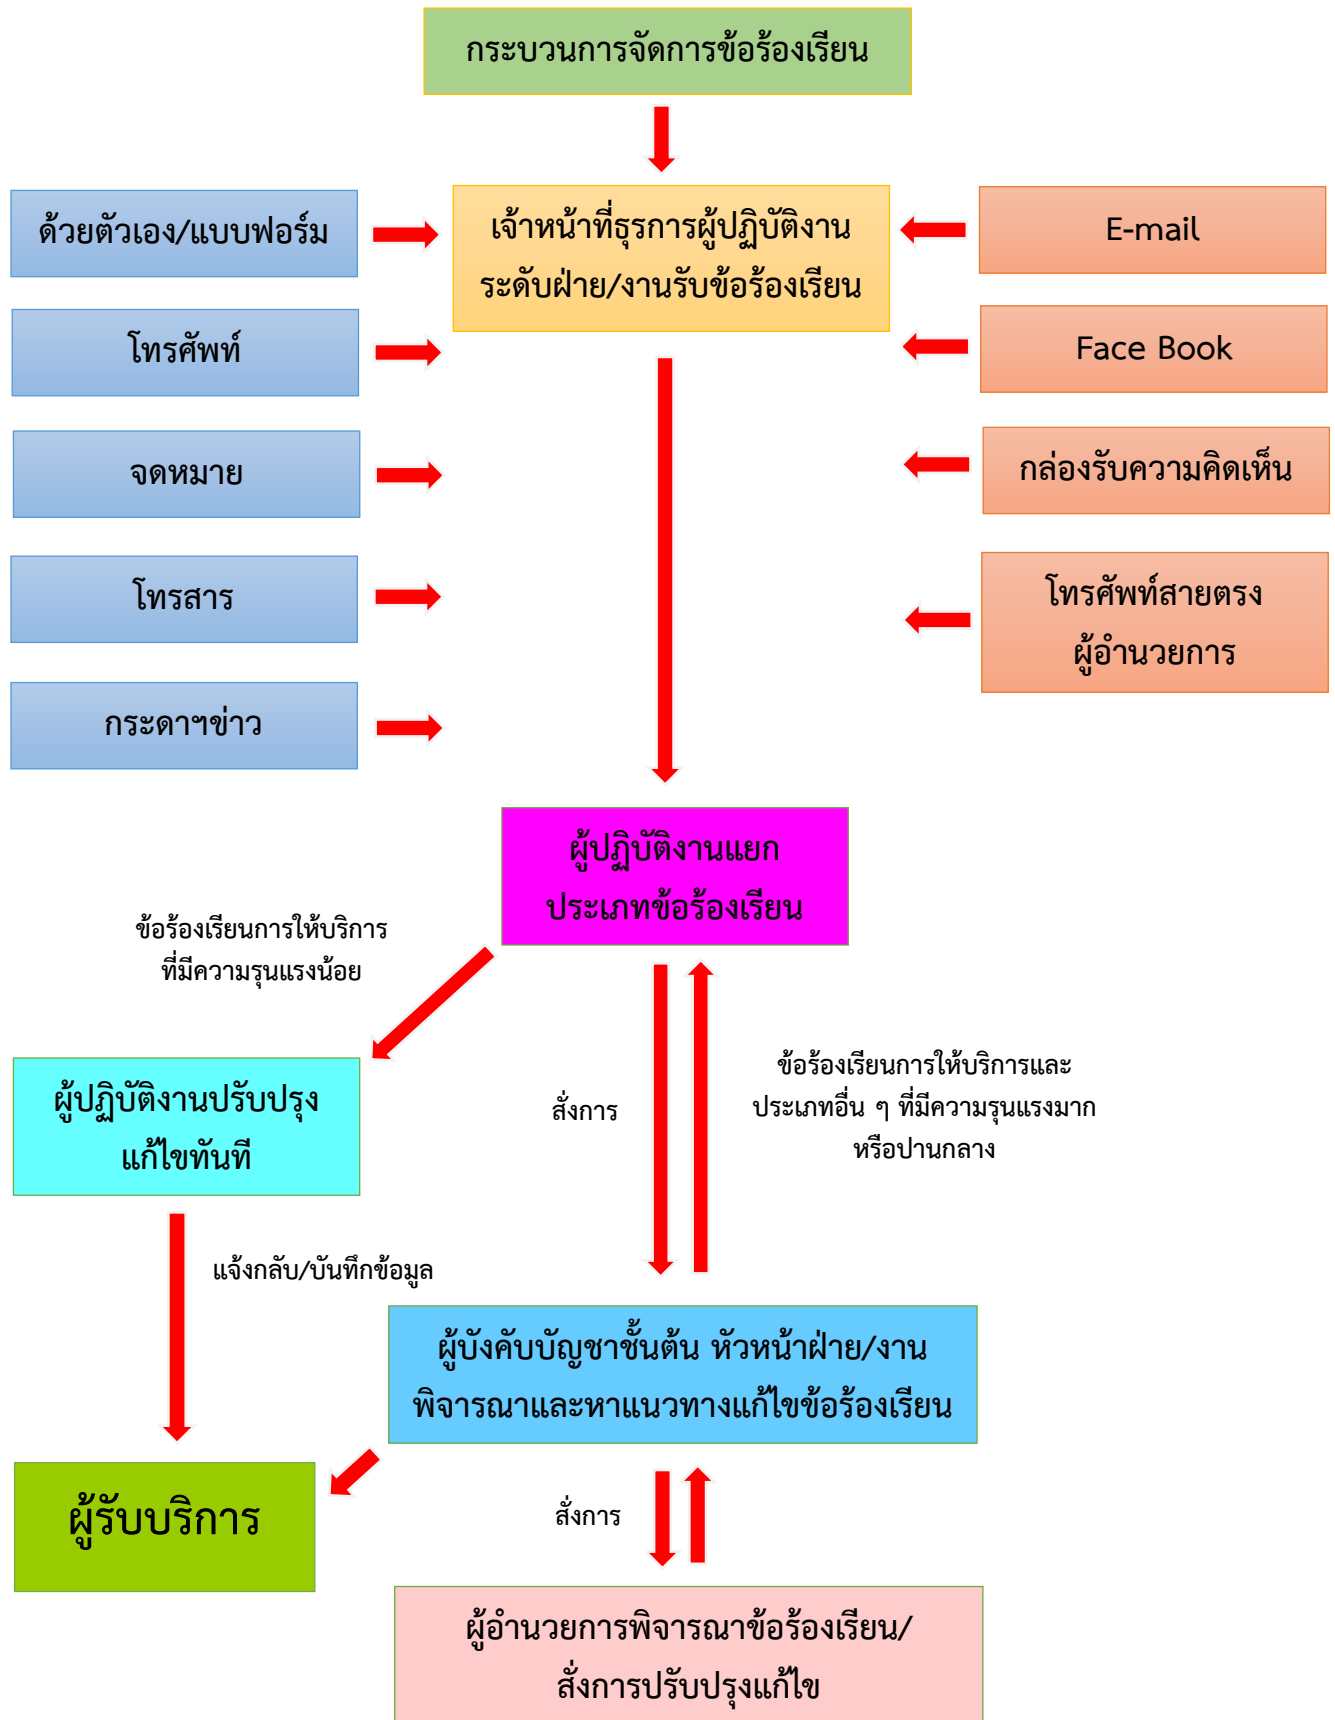 กระบวนการจัดการข้อร้องเรียน
ด้วยตัวเอง/แบบฟอร์ม
เจ้าหน้าที่ธุรการผู้ปฏิบัติงาน
ระดับฝ่าย/งานรับข้อร้องเรียน
E-mail
โทรศัพท์
Face Book
จดหมาย
กล่องรับความคิดเห็น
โทรสาร
โทรศัพท์สายตรง
ผู้อำนวยการ
กระดาฯข่าว
ผู้ปฏิบัติงานแยก
ประเภทข้อร้องเรียน
ข้อร้องเรียนการให้บริการ
ที่มีความรุนแรงน้อย
ผู้ปฏิบัติงานปรับปรุง
แก้ไขทันที
สั่งการ
ข้อร้องเรียนการให้บริการและ
ประเภทอื่น ๆ ที่มีความรุนแรงมาก
หรือปานกลาง
แจ้งกลับ/บันทึกข้อมูล
ผู้บังคับบัญชาชั้นต้น หัวหน้าฝ่าย/งาน
พิจารณาและหาแนวทางแก้ไขข้อร้องเรียน
ผู้รับบริการ
สั่งการ
ผู้อำนวยการพิจารณาข้อร้องเรียน/
สั่งการปรับปรุงแก้ไข